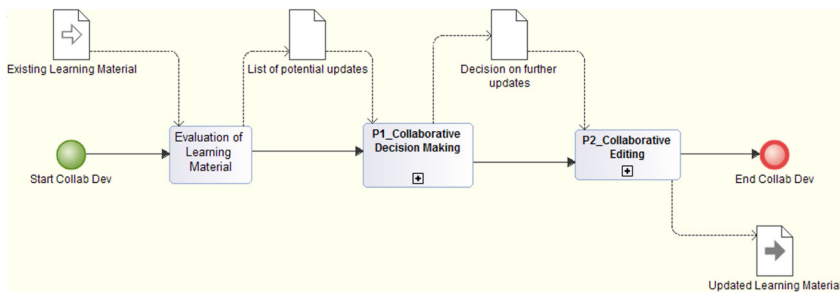 Existing Learning Material
List of potential updates
Decision on further
updates
Evaluation of
Learning
Material
P1_Collaborative
Decision Making
P2_Collaborative
Editing
Start Collab Dev
End Collab Dev
Updated Learning Material